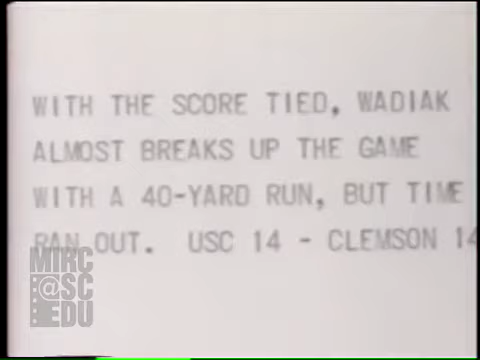 WITH THE SCORE TIED, WADIAK
ALMOST BREAKS UP THE GAME
WITH A 40-YARD RUN, BUT TIME
RAN OUT. USC 14 - CLEMSON 14
MIRC
@SC
EDU